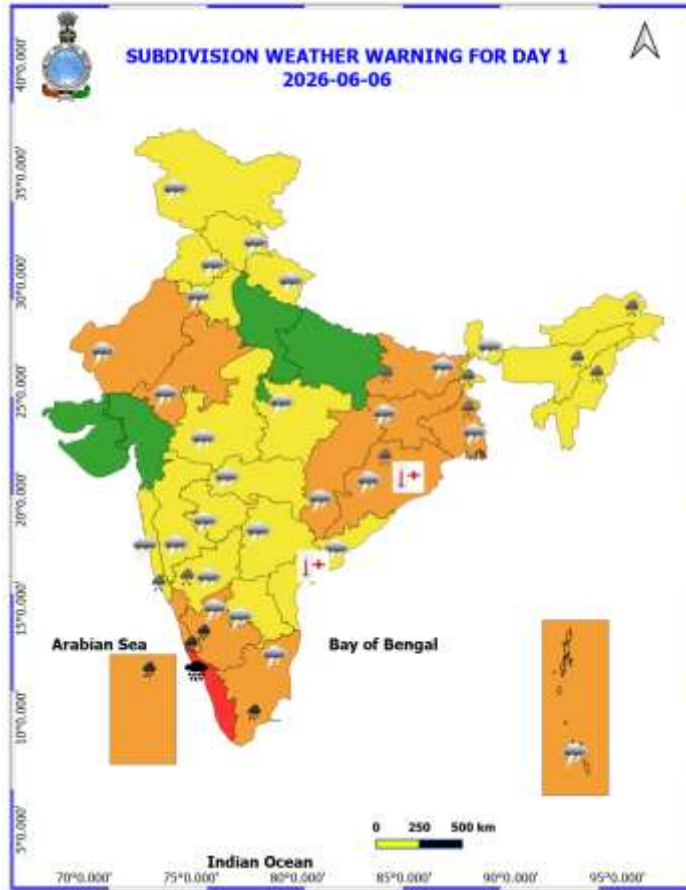 SUBDIVISION WEATHER WARNING FOR DAY 1
2026-06-06
40°0.000'
35°0.000'
30°0.000'
25°0.000'
20°0.000'
15°0.000'
10°0.000'
5°0.000'
Arabian Sea
Bay of Bengal
0 250 500 km
Indian Ocean
70°0.000' 75°0.000' 80°0.000' 85°0.000' 90°0.000' 95°0.000'